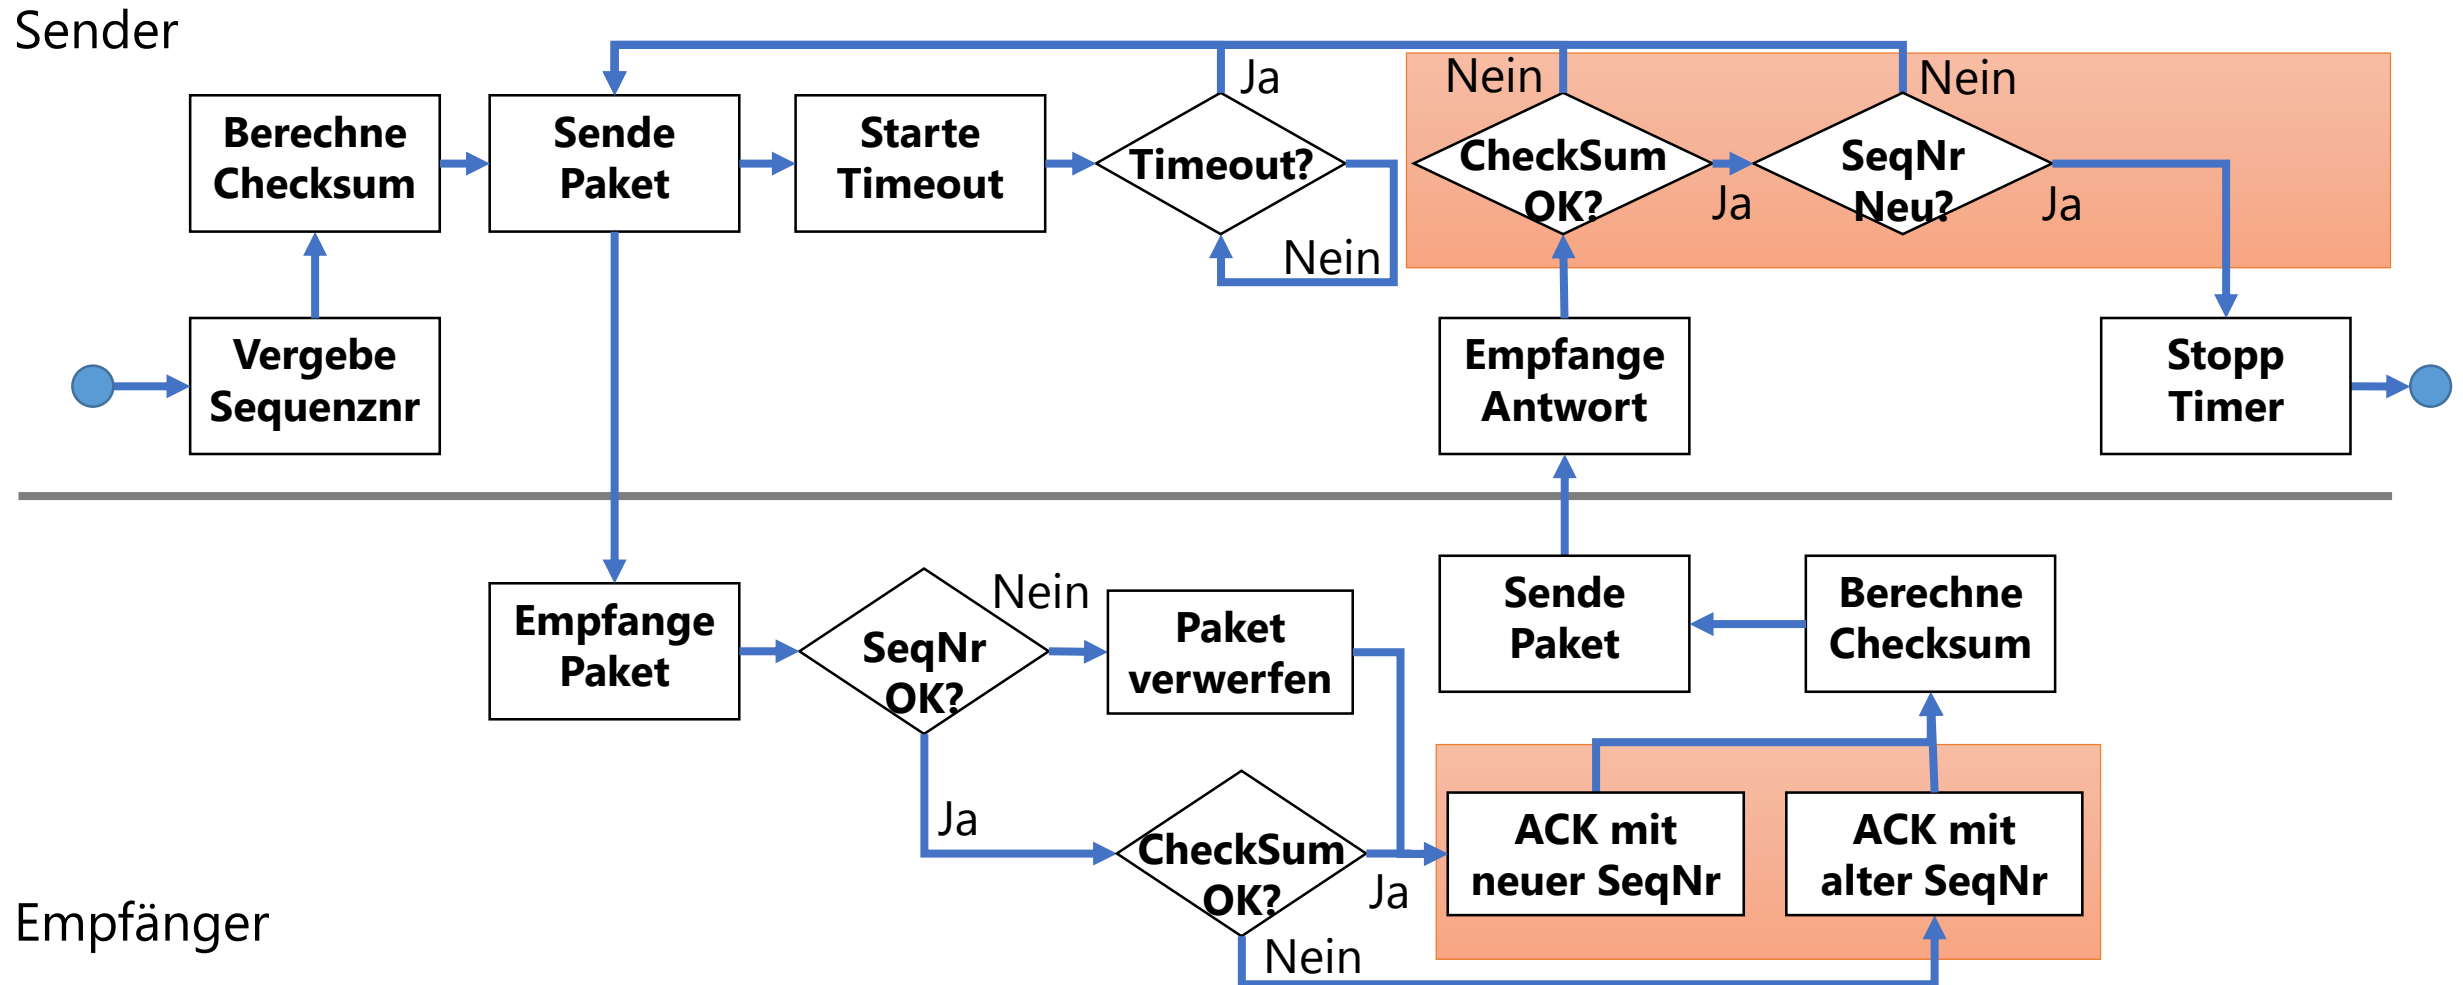 Sender
Berechne
Checksum
Sende
Paket
Starte
Timeout
Timeout?
Ja
Nein
Nein
CheckSum
OK?
Ja
Nein
SeqNr
Neu?
Ja
Vergebe
Sequenznr
Empfange
Antwort
Stopp
Timer
Empfange
Paket
SeqNr
OK?
Nein
Ja
Paket
verwerfen
Sende
Paket
Berechne
Checksum
CheckSum
OK?
Ja
Nein
ACK mit
neuer SeqNr
ACK mit
alter SeqNr
Empfänger